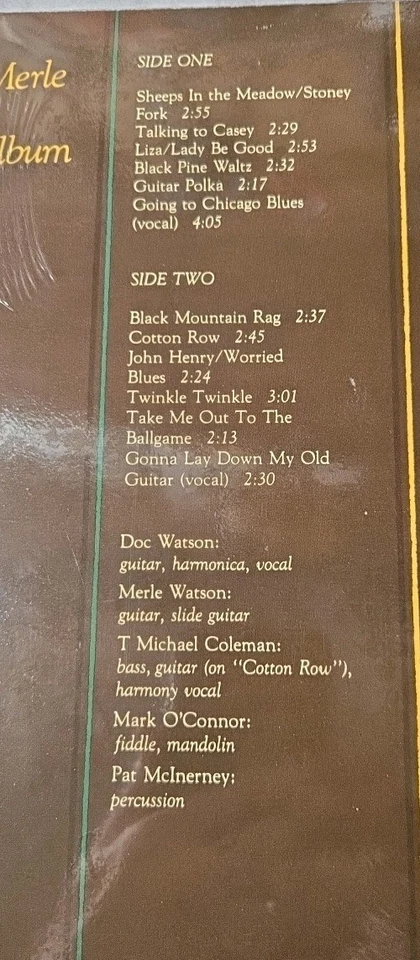 Merle
lbum
SIDE ONE
Sheeps In the Meadow/Stoney
Fork 2:55
Talking to Casey 2:29
Liza/Lady Be Good 2:53
Black Pine Waltz 2:32
Guitar Polka 2:17
Going to Chicago Blues
(vocal) 4:05
SIDE TWO
Black Mountain Rag 2:37
Cotton Row 2:45
John Henry/Worried
Blues 2:24
Twinkle Twinkle 3:01
Take Me Out To The
Ballgame 2:13
Gonna Lay Down My Old
Guitar (vocal) 2:30
Doc Watson:
guitar, harmonica, vocal
Merle Watson:
guitar, slide guitar
T Michael Coleman:
bass, guitar (on “Cotton Row”),
harmony vocal
Mark O'Connor:
fiddle, mandolin
Pat McInerney:
percussion